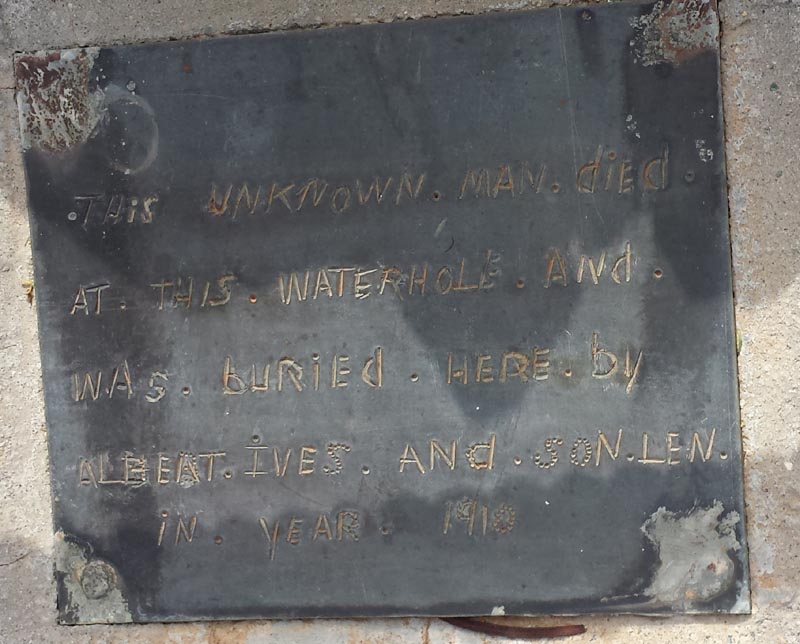 .THiS UNKNOWN. MAN. diEd.
AT. THIS. WATERHOLE. ANd.
WAS. bURiEd. HERE. by
ALBEAT. IVES. ANd. SON. LEN.
iN. YEAR. 1910